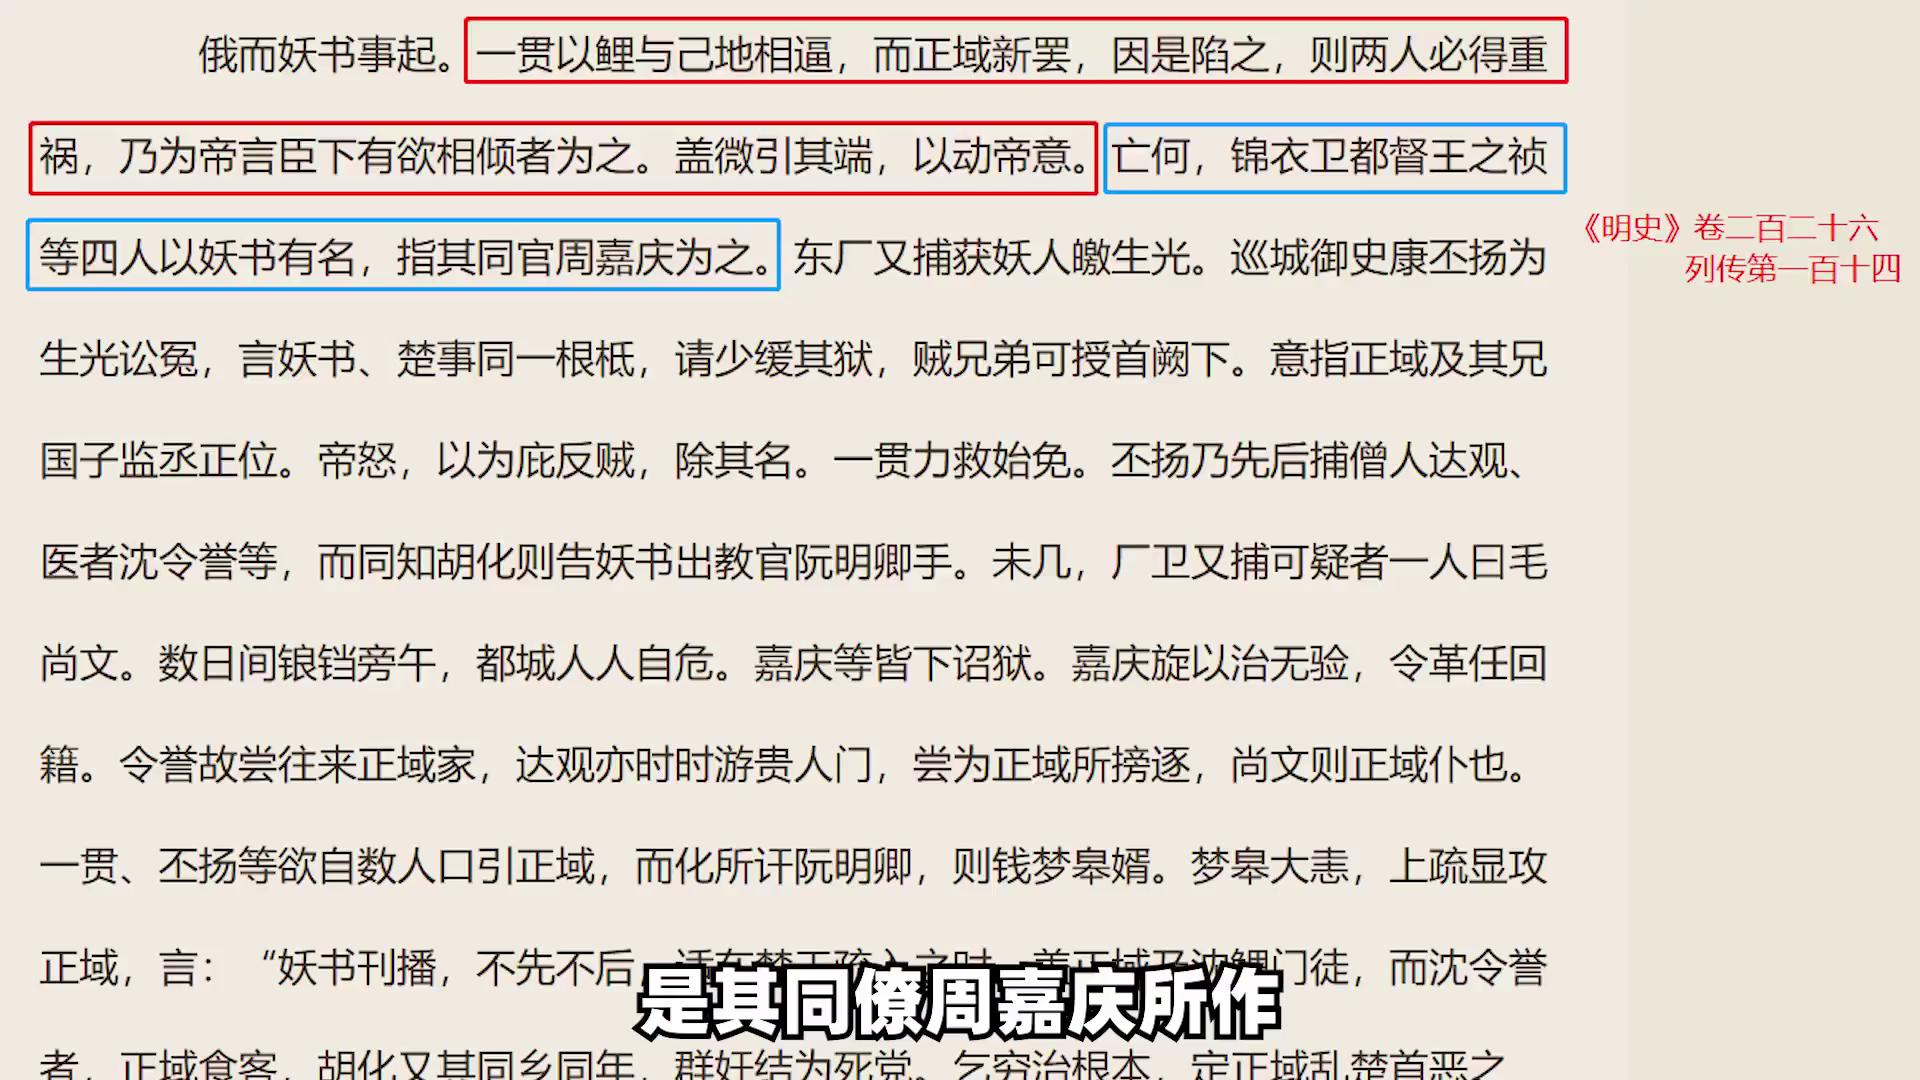 俄而妖书事起。一贯以鲤与己地相逼，而正域新罢，因是陷之，则两人必得重
祸，乃为帝言臣下有欲相倾者为之。盖微引其端，以动帝意。亡何，锦衣卫都督王之祯
等四人以妖书有名，指其同官周嘉庆为之。东厂又捕获妖人皦生光。巡城御史康丕扬为
《明史》卷二百二十六
列传第一百十四
生光讼冤，言妖书、楚事同一根柢，请少缓其狱，贼兄弟可授首阙下。意指正域及其兄
国子监丞正位。帝怒，以为庇反贼，除其名。一贯力救始免。丕扬乃先后捕僧人达观、
医者沈令誉等，而同知胡化则告妖书出教官阮明卿手。未几，厂卫又捕可疑者一人曰毛
尚文。数日间锒铛旁午，都城人人自危。嘉庆等皆下诏狱。嘉庆旋以治无验，令革任回
籍。令誉故尝往来正域家，达观亦时时游贵人门，尝为正域所搒逐，尚文则正域仆也。
一贯、丕扬等欲自数人口引正域，而化所讦阮明卿，则钱梦皋婿。梦皋大恚，上疏显攻
正域，言：“妖书刊播，不先不后，适在楚王疏入之时。盖正域乃沈鲤门徒，而沈令誉
者，正域食客，胡化又其同乡同年，群奸结为死党。乞穷治根本，定正域乱楚首恶之
是其同僚周嘉庆所作